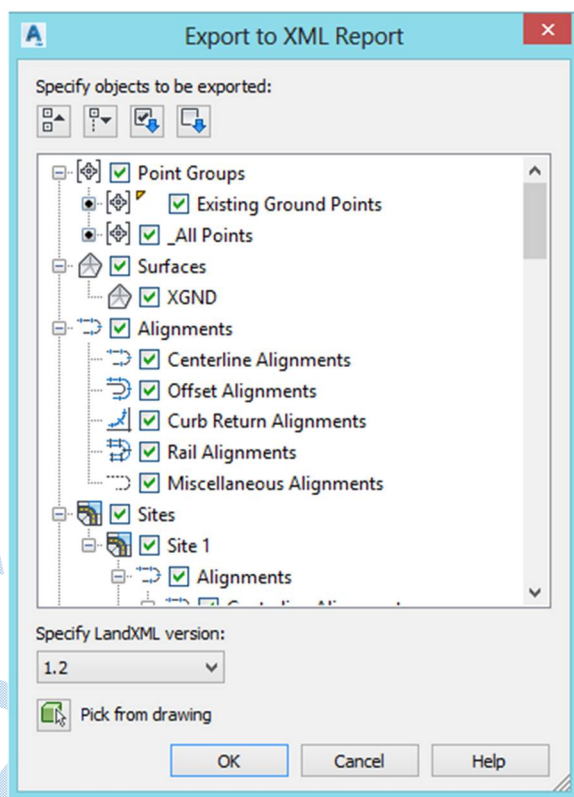 Export to XML Report
Specify objects to be exported:
Point Groups
Existing Ground Points
_All Points
Surfaces
XGND
Alignments
Centerline Alignments
Offset Alignments
Curb Return Alignments
Rail Alignments
Miscellaneous Alignments
Sites
Site 1
Alignments
Specify LandXML version:
1.2
Pick from drawing
OK Cancel Help